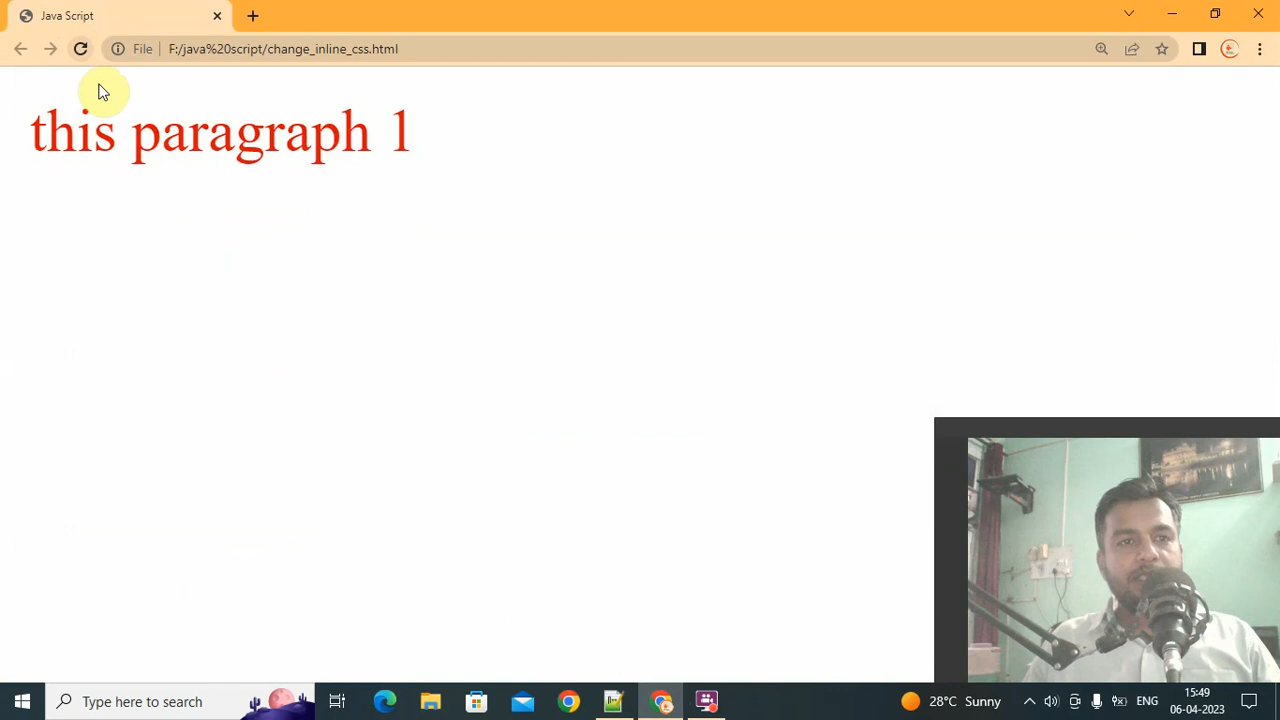 Java Script
File
F:/java%20script/change_inline_css.html
this paragraph 1
Type here to search
28°C Sunny
ENG
15:49
06-04-2023